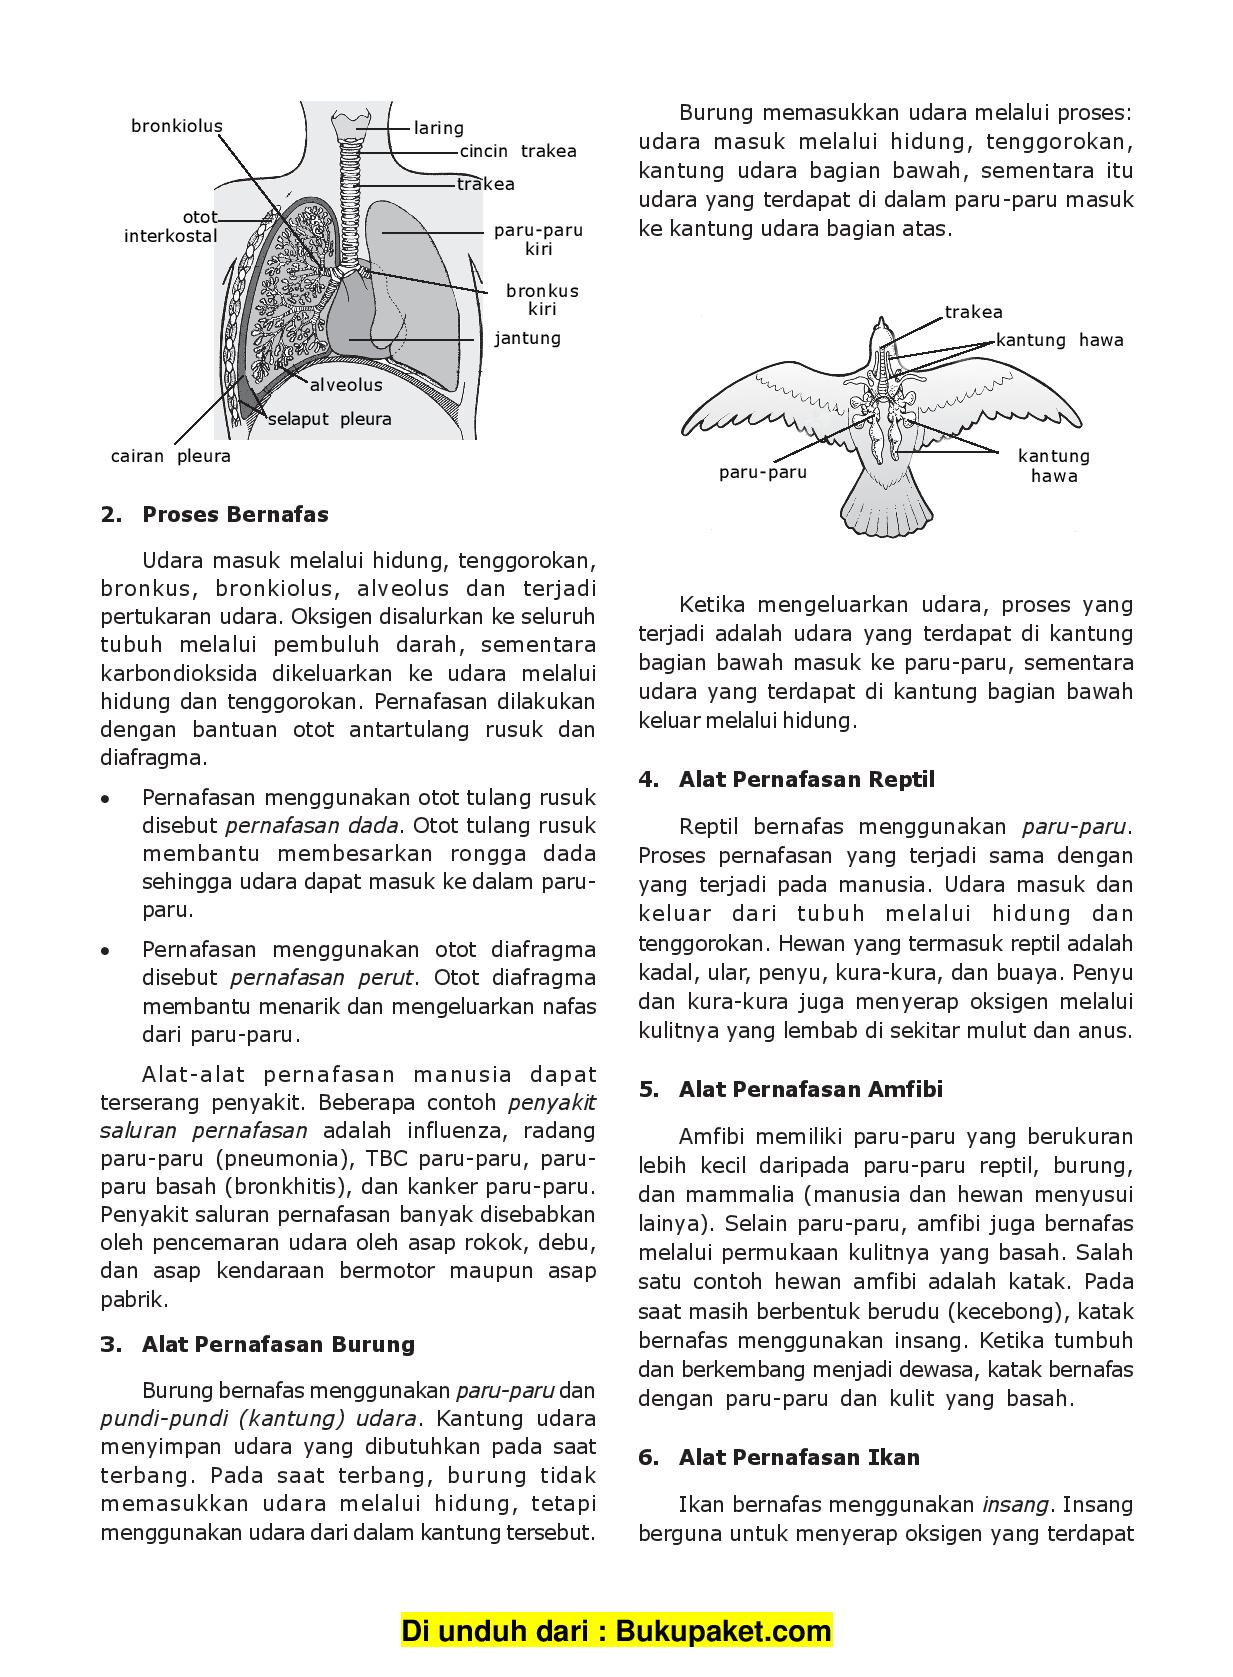 bronkiolus
laring
cincin trakea
trakea
otot
interkostal
paru-paru
kiri
bronkus
kiri
jantung
alveolus
selaput pleura
cairan pleura
2. Proses Bernafas
Udara masuk melalui hidung, tenggorokan,
bronkus, bronkiolus, alveolus dan terjadi
pertukaran udara. Oksigen disalurkan ke seluruh
tubuh melalui pembuluh darah, sementara
karbondioksida dikeluarkan ke udara melalui
hidung dan tenggorokan. Pernafasan dilakukan
dengan bantuan otot antartulang rusuk dan
diafragma.
• Pernafasan menggunakan otot tulang rusuk
disebut pernafasan dada. Otot tulang rusuk
membantu membesarkan rongga dada
sehingga udara dapat masuk ke dalam paru-
paru.
• Pernafasan menggunakan otot diafragma
disebut pernafasan perut. Otot diafragma
membantu menarik dan mengeluarkan nafas
dari paru-paru.
Alat-alat pernafasan manusia dapat
terserang penyakit. Beberapa contoh penyakit
saluran pernafasan adalah influenza, radang
paru-paru (pneumonia), TBC paru-paru, paru-
paru basah (bronkhitis), dan kanker paru-paru.
Penyakit saluran pernafasan banyak disebabkan
oleh pencemaran udara oleh asap rokok, debu,
dan asap kendaraan bermotor maupun asap
pabrik.
3. Alat Pernafasan Burung
Burung bernafas menggunakan paru-paru dan
pundi-pundi (kantung) udara. Kantung udara
menyimpan udara yang dibutuhkan pada saat
terbang. Pada saat terbang, burung tidak
memasukkan udara melalui hidung, tetapi
menggunakan udara dari dalam kantung tersebut.
Burung memasukkan udara melalui proses:
udara masuk melalui hidung, tenggorokan,
kantung udara bagian bawah, sementara itu
udara yang terdapat di dalam paru-paru masuk
ke kantung udara bagian atas.
trakea
kantung hawa
paru-paru
kantung
hawa
Ketika mengeluarkan udara, proses yang
terjadi adalah udara yang terdapat di kantung
bagian bawah masuk ke paru-paru, sementara
udara yang terdapat di kantung bagian bawah
keluar melalui hidung.
4. Alat Pernafasan Reptil
Reptil bernafas menggunakan paru-paru.
Proses pernafasan yang terjadi sama dengan
yang terjadi pada manusia. Udara masuk dan
keluar dari tubuh melalui hidung dan
tenggorokan. Hewan yang termasuk reptil adalah
kadal, ular, penyu, kura-kura, dan buaya. Penyu
dan kura-kura juga menyerap oksigen melalui
kulitnya yang lembab di sekitar mulut dan anus.
5. Alat Pernafasan Amfibi
Amfibi memiliki paru-paru yang berukuran
lebih kecil daripada paru-paru reptil, burung,
dan mammalia (manusia dan hewan menyusui
lainya). Selain paru-paru, amfibi juga bernafas
melalui permukaan kulitnya yang basah. Salah
satu contoh hewan amfibi adalah katak. Pada
saat masih berbentuk berudu (kecebong), katak
bernafas menggunakan insang. Ketika tumbuh
dan berkembang menjadi dewasa, katak bernafas
dengan paru-paru dan kulit yang basah.
6. Alat Pernafasan Ikan
Ikan bernafas menggunakan insang. Insang
berguna untuk menyerap oksigen yang terdapat
Di unduh dari : Bukupaket.com